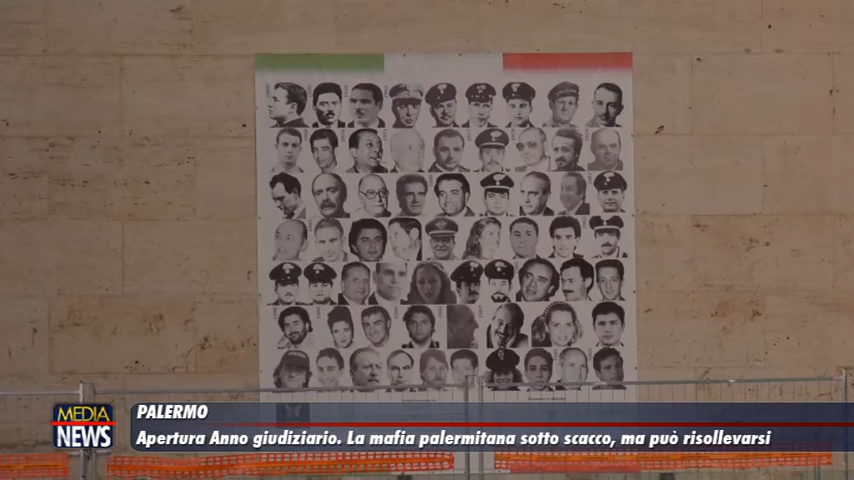 PALERMO
MEDIA
NEWS
Apertura Anno giudiziario. La mafia palermitana sotto scacco, ma può risollevarsi